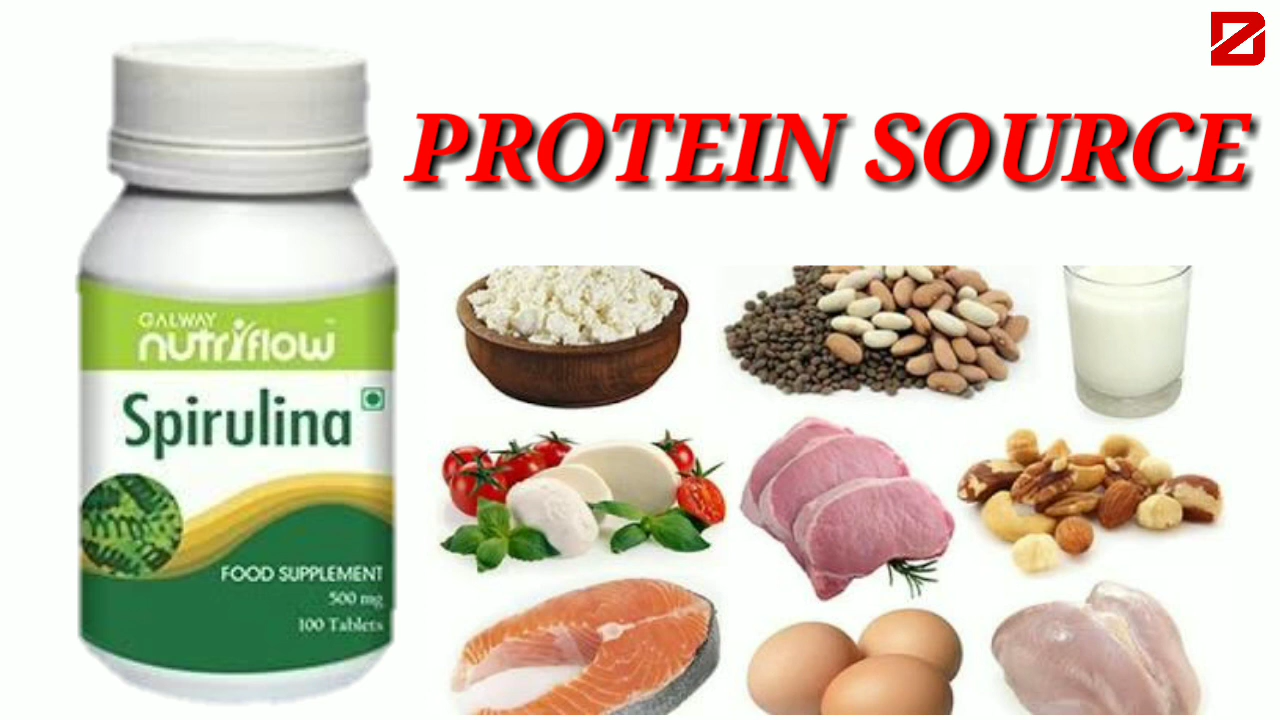 PROTEIN SOURCE
GALWAY
nutriflow
Spirulina
FOOD SUPPLEMENT
500 mg
100 Tablets